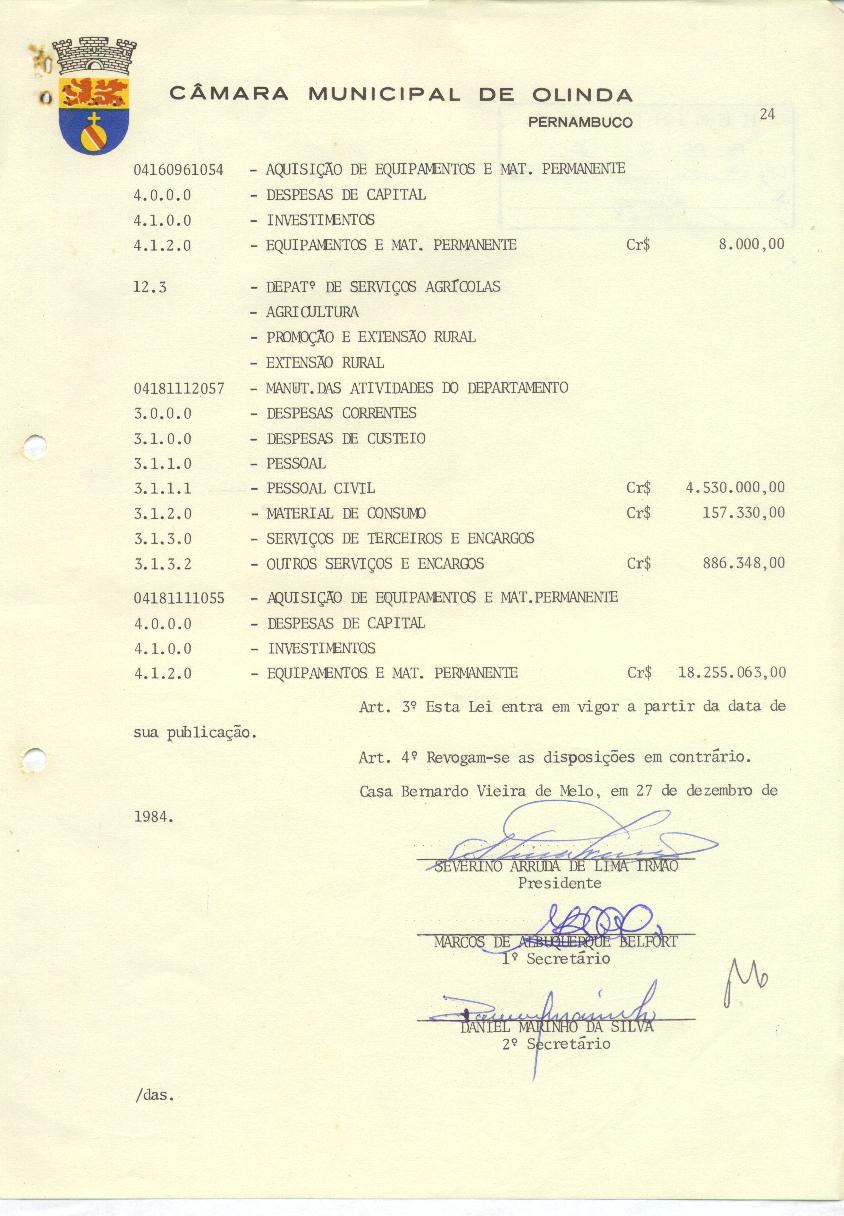 CÂMARA MUNICIPAL DE OLINDA
PERNAMBUCO
24
04160961054 - AQUISIÇÃO DE EQUIPAMENTOS E MAT. PERMANENTE
4.0.0.0 - DESPESAS DE CAPITAL
4.1.0.0 - INVESTIMENTOS
4.1.2.0 - EQUIPAMENTOS E MAT. PERMANENTE Cr$ 8.000,00
12.3 - DEPATº DE SERVIÇOS AGRÍCOLAS
- AGRICULTURA
- PROMOÇÃO E EXTENSÃO RURAL
- EXTENSÃO RURAL
04181112057 - MANUT.DAS ATIVIDADES DO DEPARTAMENTO
3.0.0.0 - DESPESAS CORRENTES
3.1.0.0 - DESPESAS DE CUSTEIO
3.1.1.0 - PESSOAL
3.1.1.1 - PESSOAL CIVIL Cr$ 4.530.000,00
3.1.2.0 - MATERIAL DE CONSUMO Cr$ 157.330,00
3.1.3.0 - SERVIÇOS DE TERCEIROS E ENCARGOS
3.1.3.2 - OUTROS SERVIÇOS E ENCARGOS Cr$ 886.348,00
04181111055 - AQUISIÇÃO DE EQUIPAMENTOS E MAT.PERMANENTE
4.0.0.0 - DESPESAS DE CAPITAL
4.1.0.0 - INVESTIMENTOS
4.1.2.0 - EQUIPAMENTOS E MAT. PERMANENTE Cr$ 18.255.063,00
Art. 3º Esta Lei entra em vigor a partir da data de
sua publicação.
Art. 4º Revogam-se as disposições em contrário.
Casa Bernardo Vieira de Melo, em 27 de dezembro de
1984.
SEVERINO ARRUDA DE LIMA IRMÃO
Presidente
MARCOS DE ALBUQUERQUE BELFORT
1º Secretário
DANIEL MARINHO DA SILVA
2º Secretário
/das.